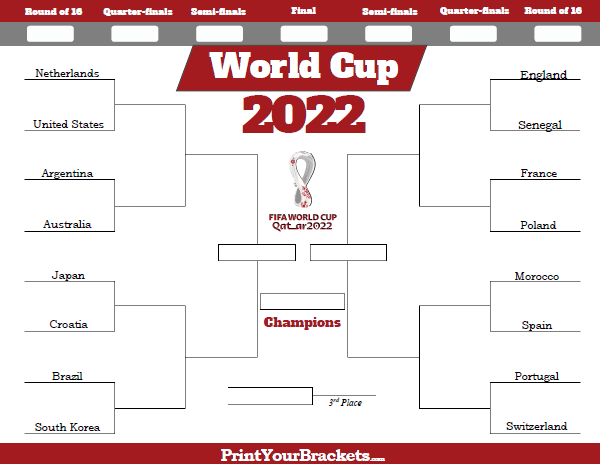 Round of 16 Quarter-finals Semi-finals Final Semi-finals Quarter-finals Round of 16
World Cup
2022
FIFA WORLD CUP
Qatar2022
Netherlands
United States
Argentina
Australia
Japan
Croatia
Brazil
South Korea
England
Senegal
France
Poland
Morocco
Spain
Portugal
Switzerland
Champions
3rd Place
PrintYourBrackets.com